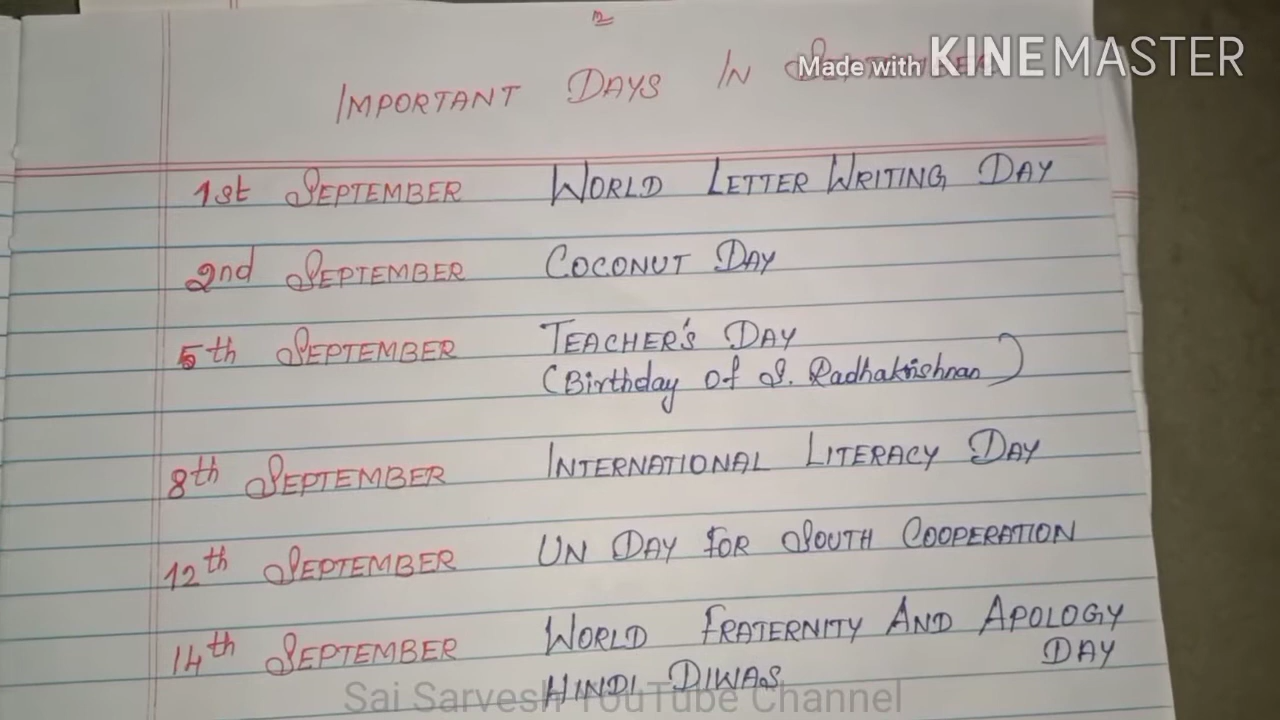 IMPORTANT DAYS IN SEPTEMBER
Made with KINEMASTER
1st SEPTEMBER WORLD LETTER WRITING DAY
2nd SEPTEMBER COCONUT DAY
5th SEPTEMBER TEACHER'S DAY
(Birthday of S. Radhakrishnan)
8th SEPTEMBER INTERNATIONAL LITERACY DAY
12th SEPTEMBER UN DAY FOR SOUTH COOPERATION
14th SEPTEMBER WORLD FRATERNITY AND APOLOGY
DAY
HINDI DIWAS
Sai Sarvesh YouTube Channel